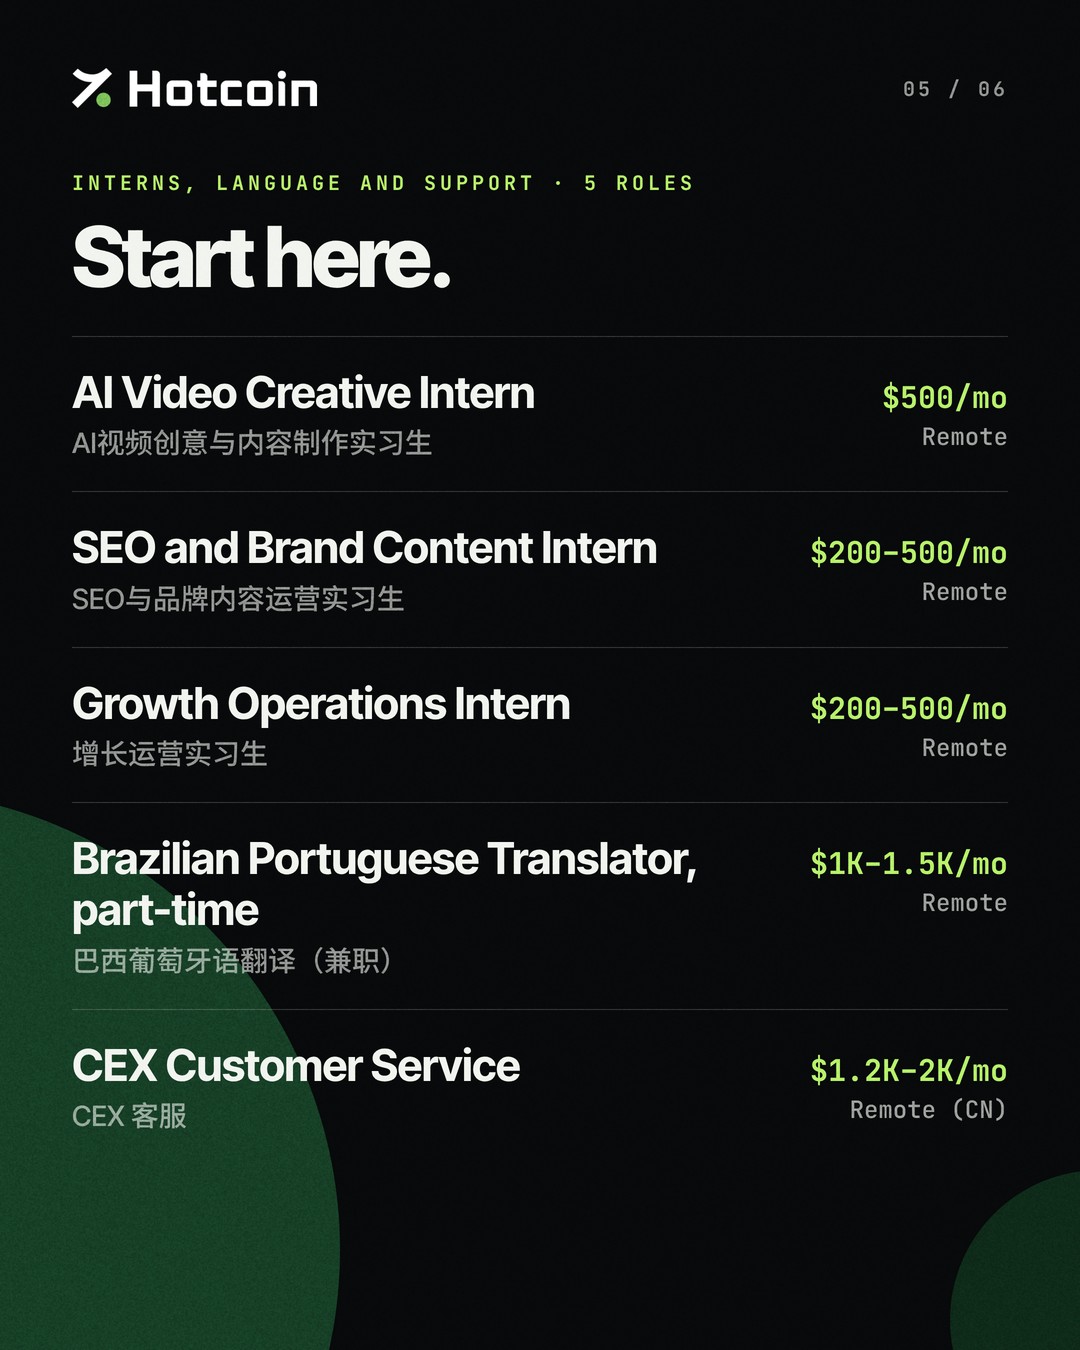 Hotcoin
05 / 06
INTERNS, LANGUAGE AND SUPPORT · 5 ROLES
Start here.
AI Video Creative Intern
$500/mo
AI视频创意与内容制作实习生
Remote
SEO and Brand Content Intern
$200–500/mo
SEO与品牌内容运营实习生
Remote
Growth Operations Intern
$200–500/mo
增长运营实习生
Remote
Brazilian Portuguese Translator,
part-time
$1K–1.5K/mo
Remote
巴西葡萄牙语翻译（兼职）
CEX Customer Service
$1.2K–2K/mo
CEX 客服
Remote (CN)